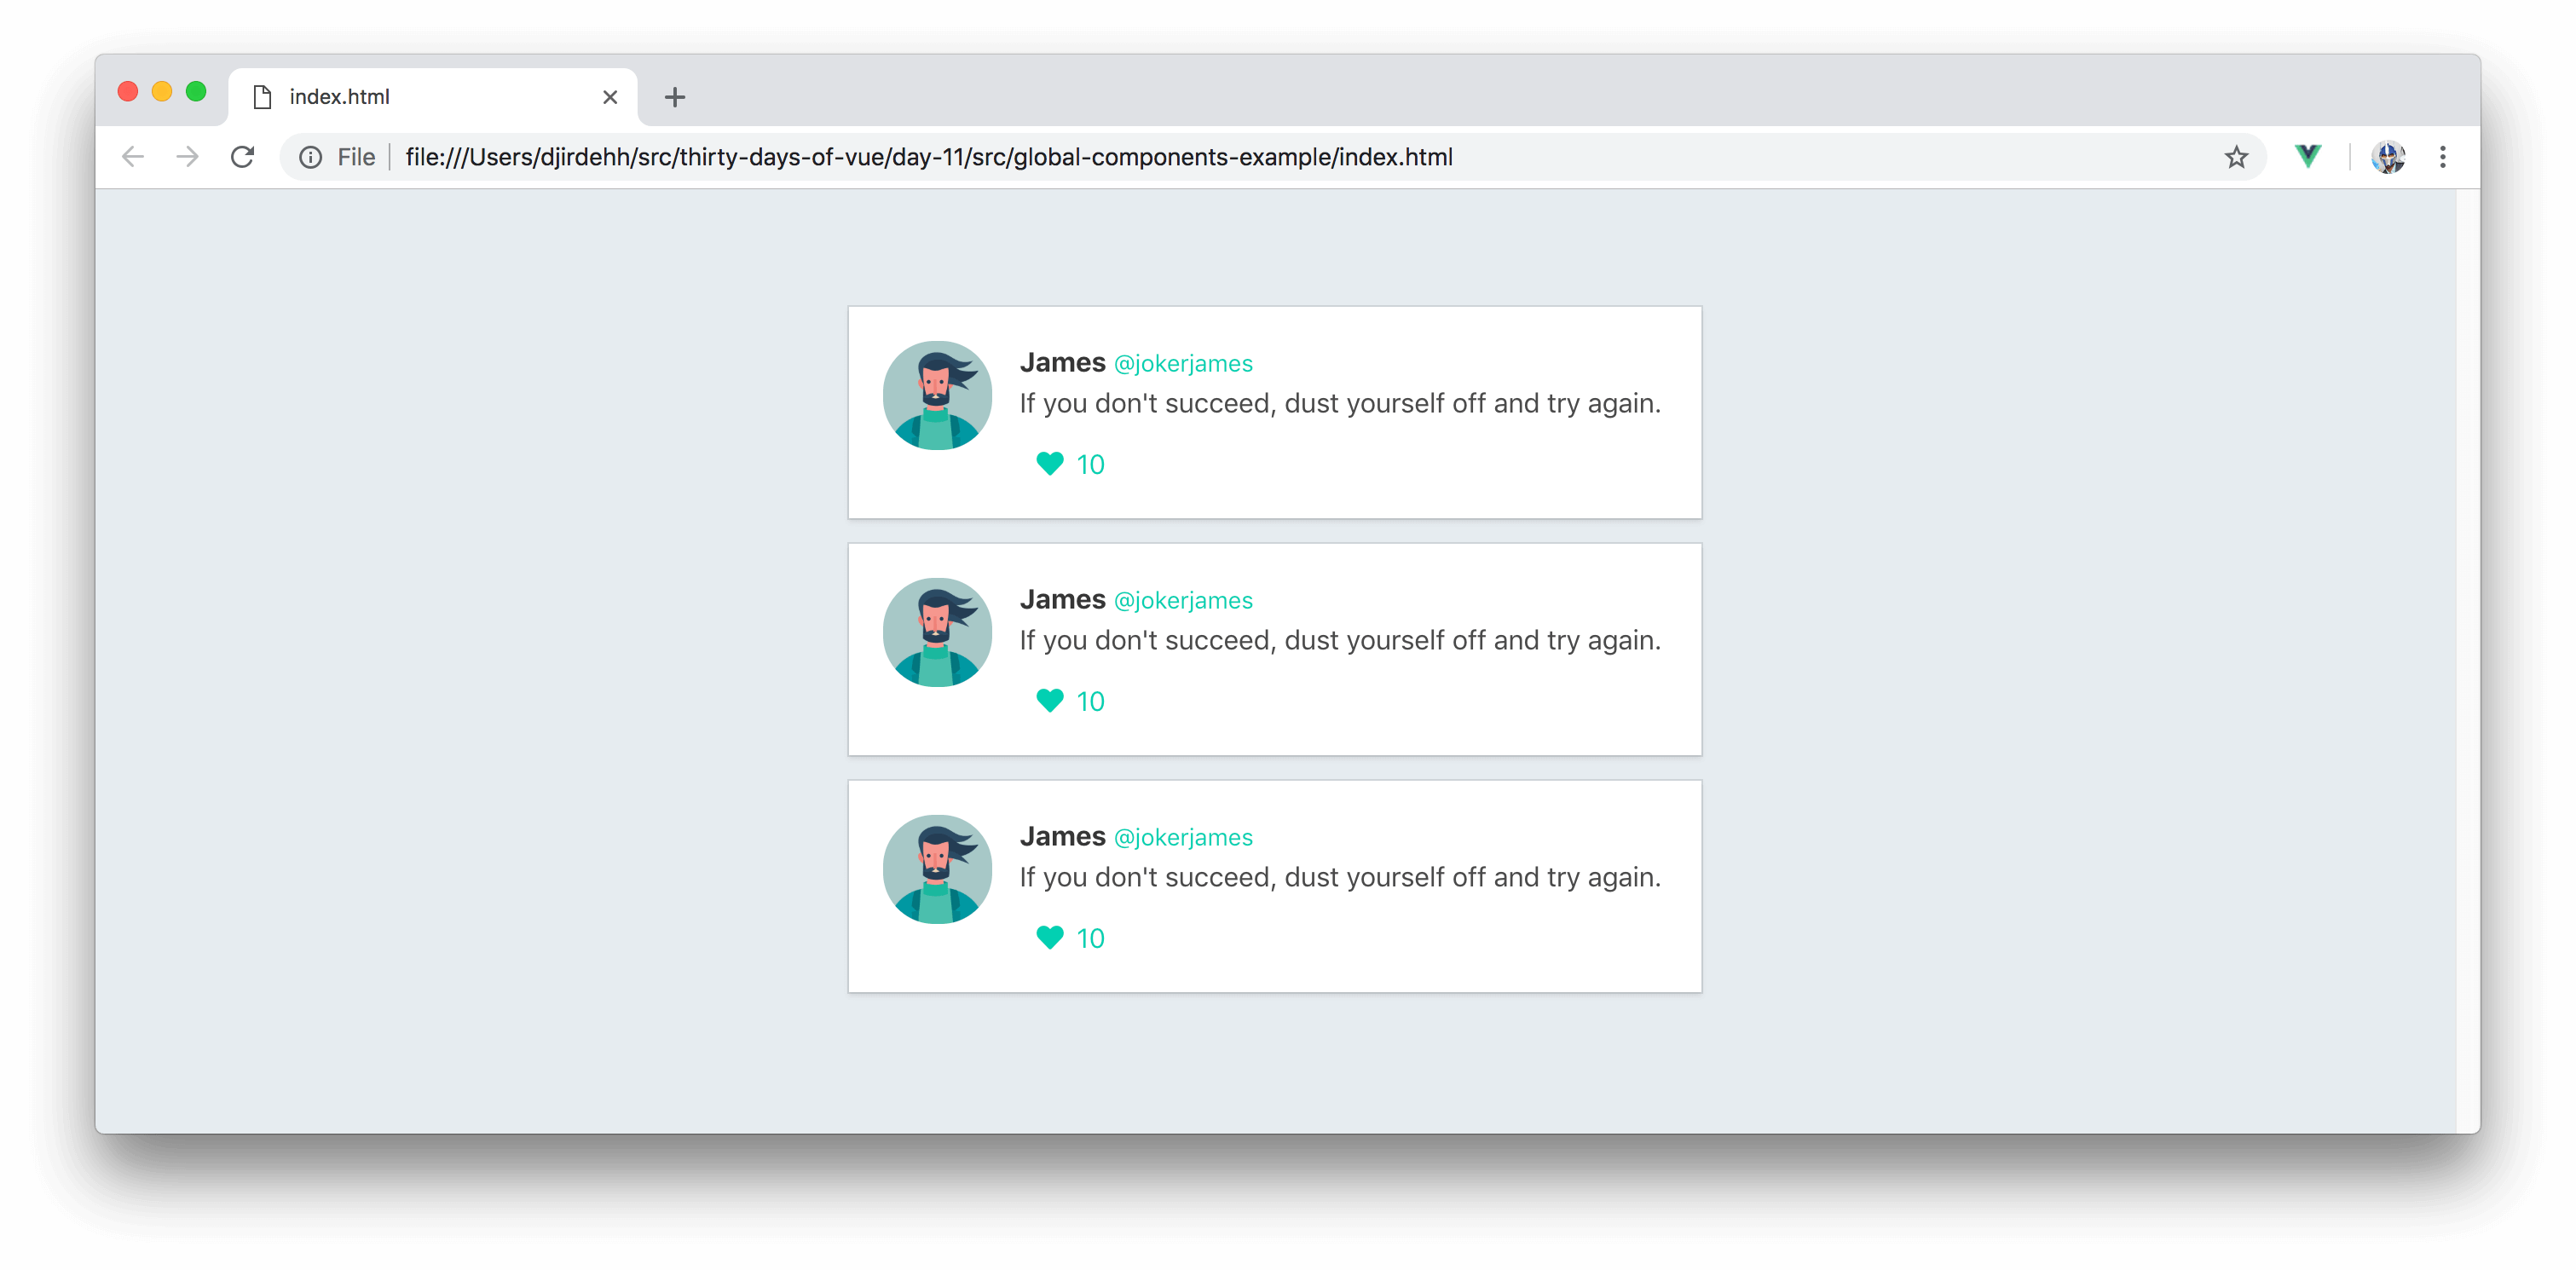 index.html
File file:///Users/djirdehh/src/thirty-days-of-vue/day-11/src/global-components-example/index.html
James @jokerjames
If you don't succeed, dust yourself off and try again.
10
James @jokerjames
If you don't succeed, dust yourself off and try again.
10
James @jokerjames
If you don't succeed, dust yourself off and try again.
10